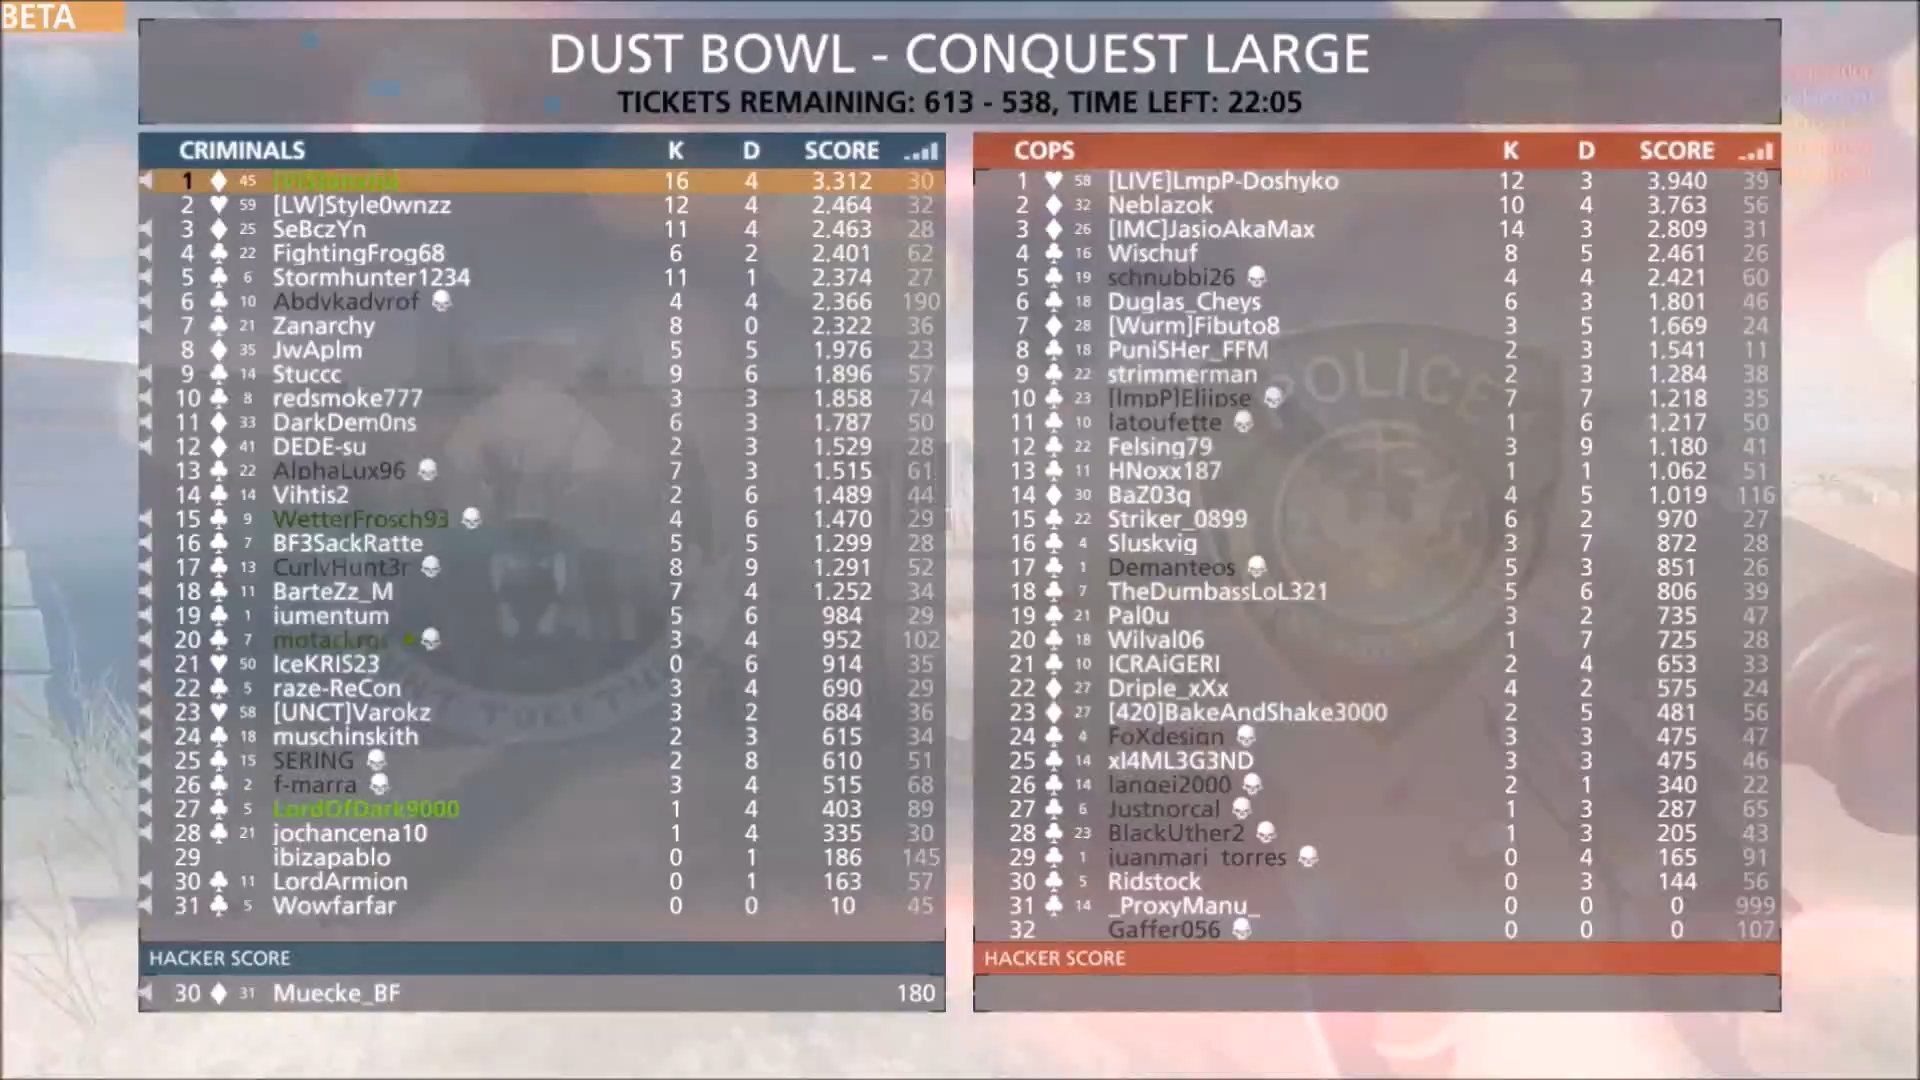 BETA
DUST BOWL - CONQUEST LARGE
TICKETS REMAINING: 613 - 538, TIME LEFT: 22:05
CRIMINALS K D SCORE
1 45 16 4 3.312 30
2 59 [LW]Style0wnzz 12 4 2.464 32
3 25 SeBczYn 11 4 2.463 28
4 22 FightingFrog68 6 2 2.401 62
5 6 Stormhunter1234 11 1 2.374 27
6 10 Abdykadyrof 4 4 2.366 190
7 21 Zanarchy 8 0 2.322 36
8 35 JwAplm 5 5 1.976 23
9 14 Stuccc 9 6 1.896 57
10 8 redsmoke777 3 3 1.858 74
11 33 DarkDem0ns 6 3 1.787 50
12 41 DEDE-su 2 3 1.529 28
13 22 AlphaLux96 7 3 1.515 61
14 14 Vihtis2 2 6 1.489 44
15 9 WetterFrosch93 4 6 1.470 29
16 7 BF3SackRatte 5 5 1.299 28
17 13 CurlyHunt3r 8 9 1.291 52
18 11 BarteZz_M 7 4 1.252 34
19 1 iumentum 5 6 984 29
20 7 3 4 952 102
21 50 IceKRIS23 0 6 914 35
22 5 raze-ReCon 3 4 690 29
23 58 [UNCT]Varokz 3 2 684 36
24 18 muschinskith 2 3 615 34
25 15 SERING 2 8 610 51
26 2 f-marra 3 4 515 68
27 5 LordOfDark9000 1 4 403 89
28 21 jochancena10 1 4 335 30
29 ibizapablo 0 1 186 145
30 11 LordArmion 0 1 163 57
31 5 Wowfarfar 0 0 10 45
HACKER SCORE
30 31 Muecke_BF 180
COPS K D SCORE
1 58 [LIVE]LmpP-Doshyko 12 3 3.940 39
2 32 Neblazok 10 4 3.763 56
3 26 [IMC]JasioAkaMax 14 3 2.809 31
4 16 Wischuf 8 5 2.461 26
5 19 schnubbi26 4 4 2.421 60
6 18 Duglas_Cheys 6 3 1.801 46
7 28 [Wurm]Fibuto8 3 5 1.669 24
8 18 PuniSHer_FFM 2 3 1.541 11
9 22 strimmerman 2 3 1.284 38
10 23 [lmpP]Eliipse 7 7 1.218 35
11 10 latoufette 1 6 1.217 50
12 22 Felsing79 3 9 1.180 41
13 11 HNoxx187 1 1 1.062 51
14 30 BaZ03q 4 5 1.019 116
15 22 Striker_0899 6 2 970 27
16 4 Sluskvig 3 7 872 28
17 1 Demanteos 5 3 851 26
18 7 TheDumbassLoL321 5 6 806 39
19 21 Pal0u 3 2 735 47
20 18 Wilval06 1 7 725 28
21 10 ICRAiGERI 2 4 653 33
22 27 Driple_xXx 4 2 575 24
23 27 [420]BakeAndShake3000 2 5 481 56
24 4 FoXdesign 3 3 475 47
25 14 xI4ML3G3ND 3 3 475 46
26 14 langei2000 2 1 340 22
27 6 Justnorcal 1 3 287 65
28 23 BlackUther2 1 3 205 43
29 1 juanmari_torres 0 4 165 91
30 5 Ridstock 0 3 144 56
31 14 _ProxyManu_ 0 0 0 999
32 Gaffer056 0 0 0 107
HACKER SCORE
POLICE